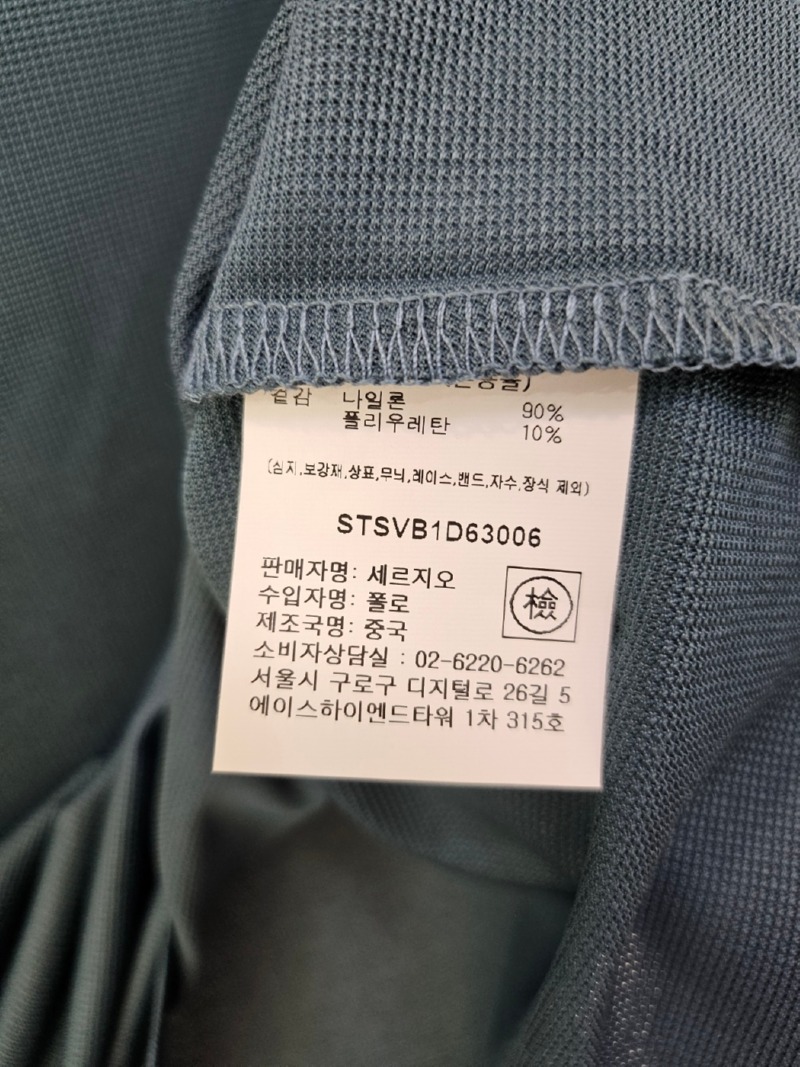 겉감 나일론 90%
폴리우레탄 10%
(심지,보강재,상표,무늬,레이스,밴드,자수,장식 제외)
STSVB1D63006
판매자명: 세르지오
수입자명: 폴로
제조국명: 중국
檢
소비자상담실 : 02-6220-6262
서울시 구로구 디지털로 26길 5
에이스하이엔드타워 1차 315호